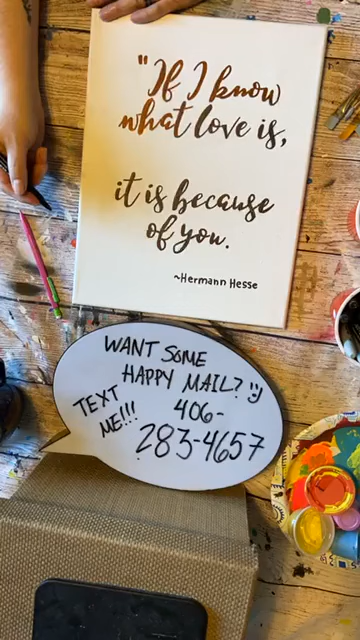 "If I know
what love is,
it is because
of you.
~Hermann Hesse
WANT SOME
HAPPY MAIL? :)
TEXT
ME!!!
406-
283-4657